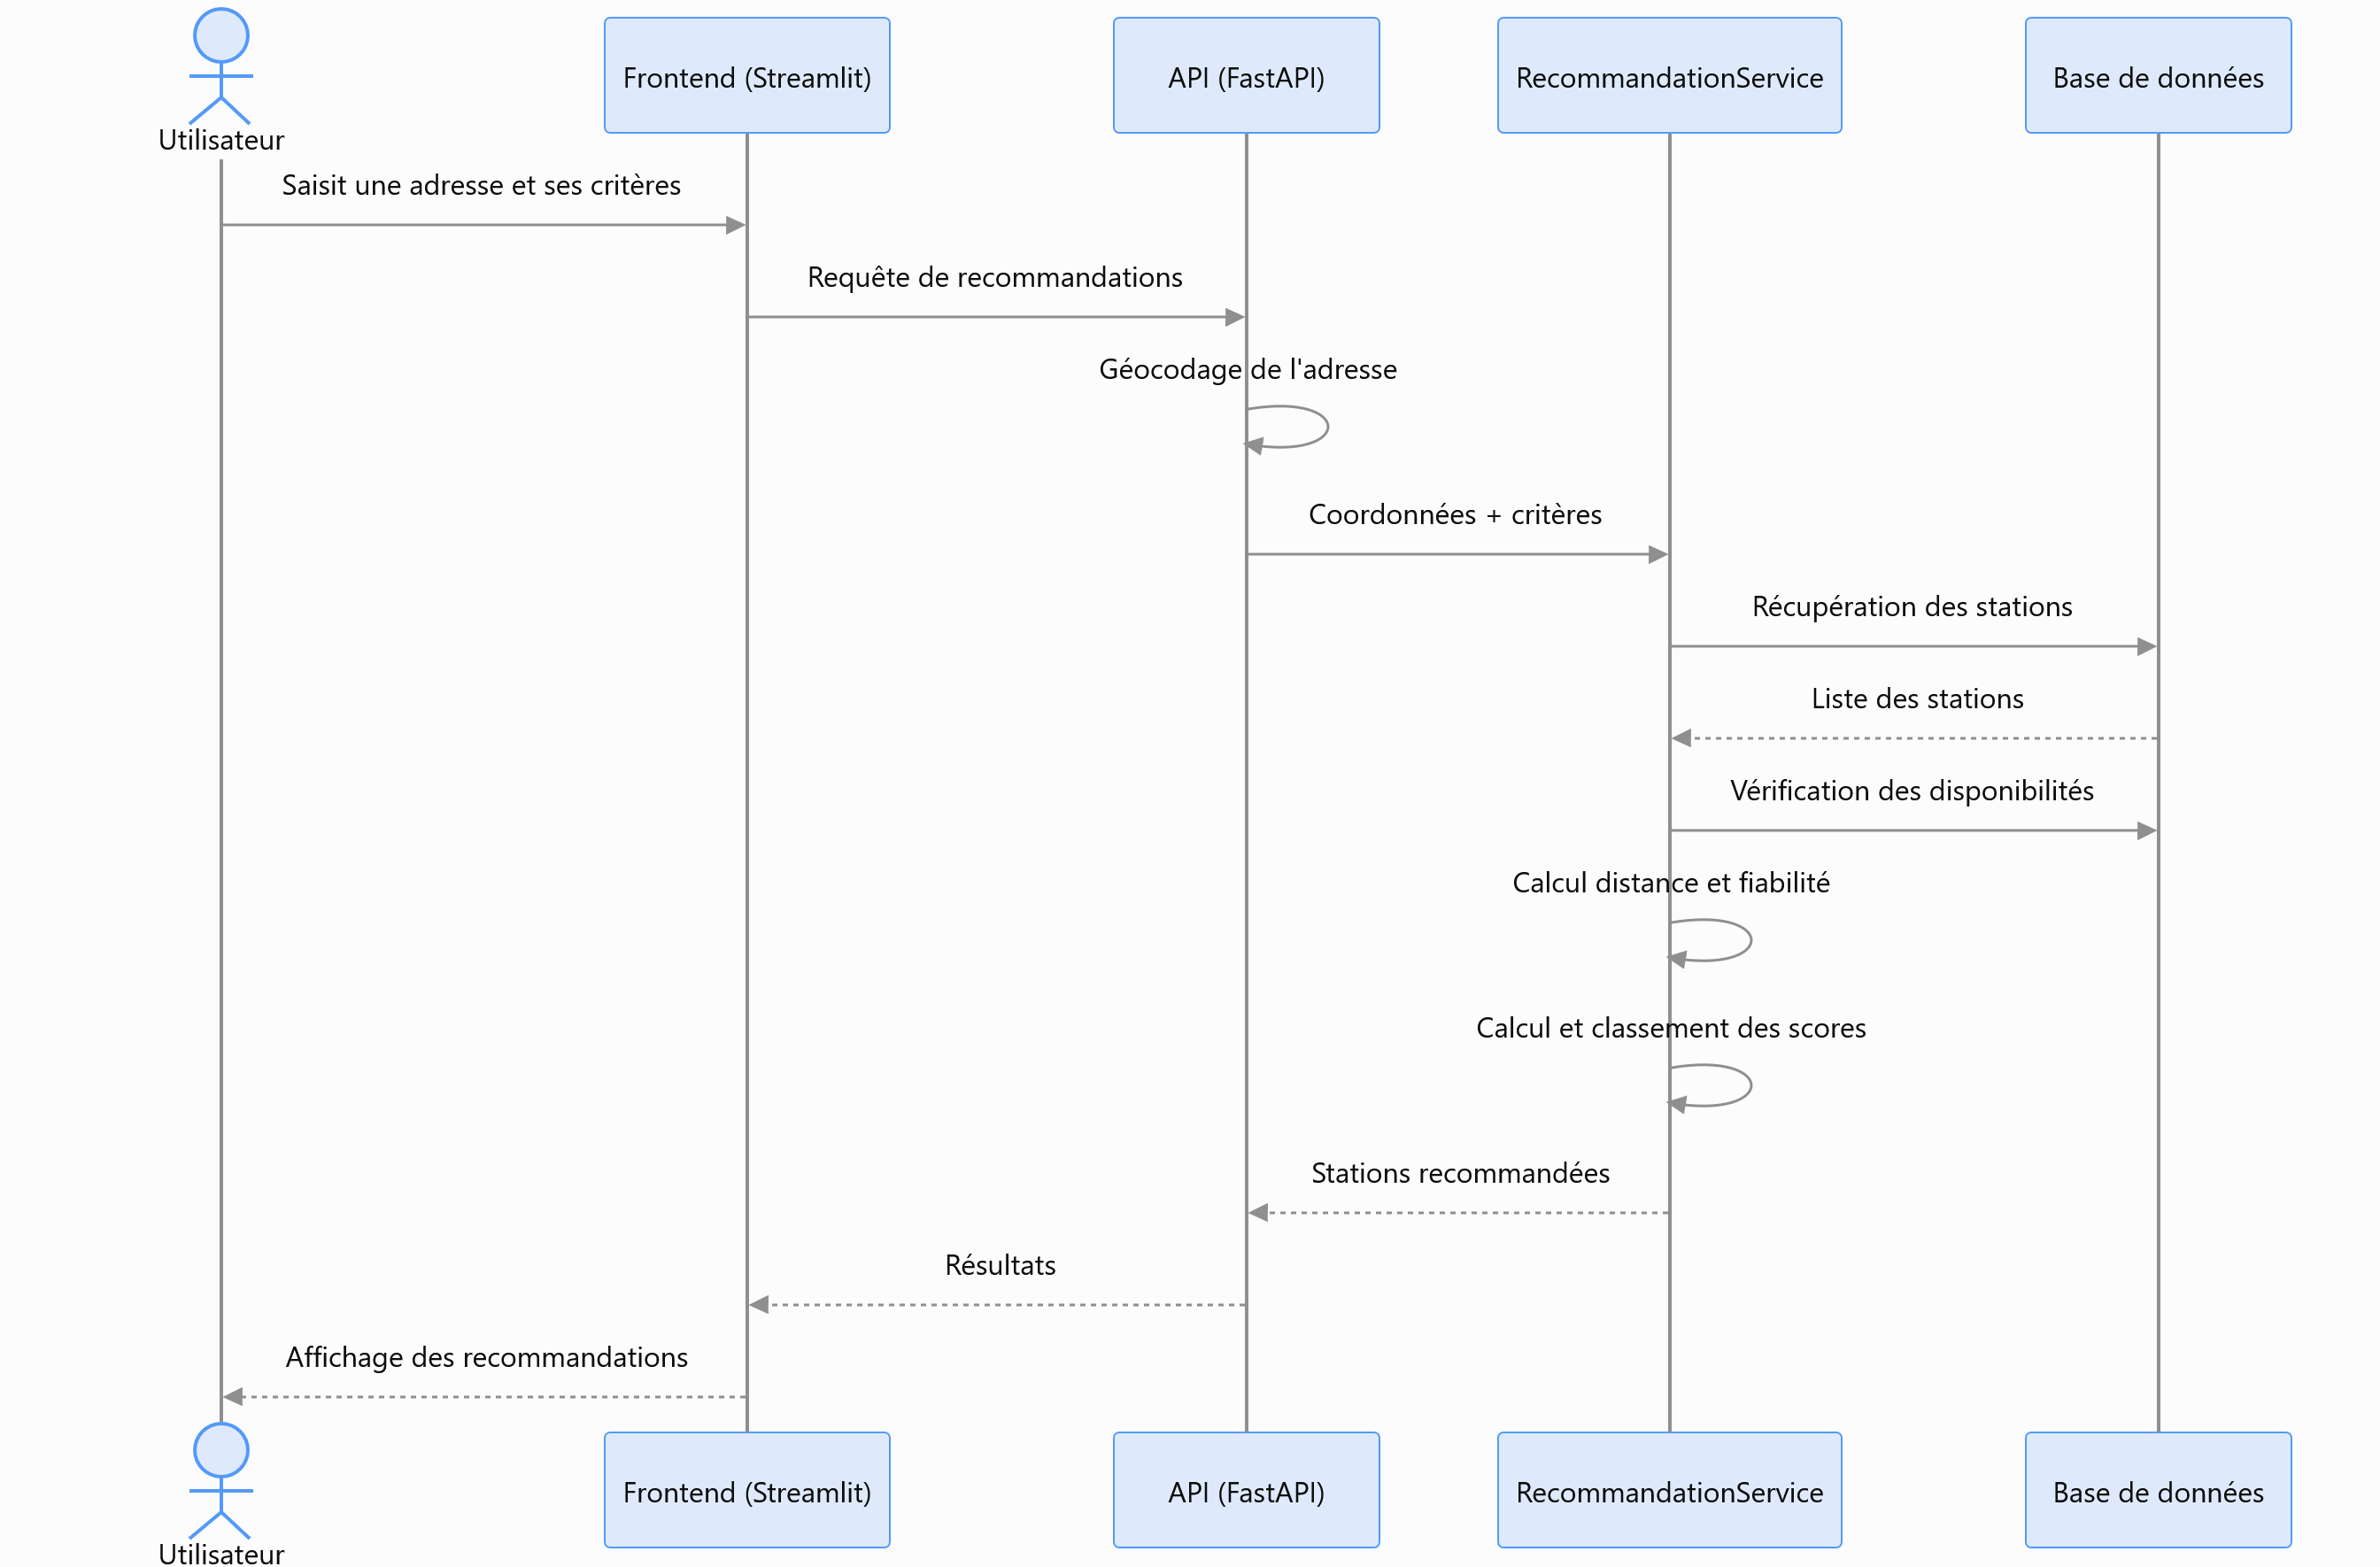 Utilisateur
Frontend (Streamlit)
API (FastAPI)
RecommandationService
Base de données
Saisit une adresse et ses critères
Requête de recommandations
Géocodage de l'adresse
Coordonnées + critères
Récupération des stations
Liste des stations
Vérification des disponibilités
Calcul distance et fiabilité
Calcul et classement des scores
Stations recommandées
Résultats
Affichage des recommandations
Utilisateur
Frontend (Streamlit)
API (FastAPI)
RecommandationService
Base de données